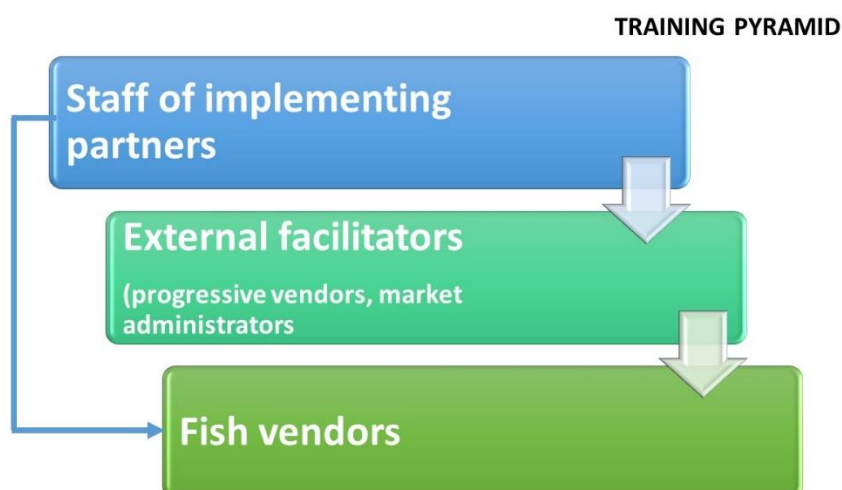 TRAINING PYRAMID
Staff of implementing
partners
External facilitators
(progressive vendors, market
administrators
Fish vendors